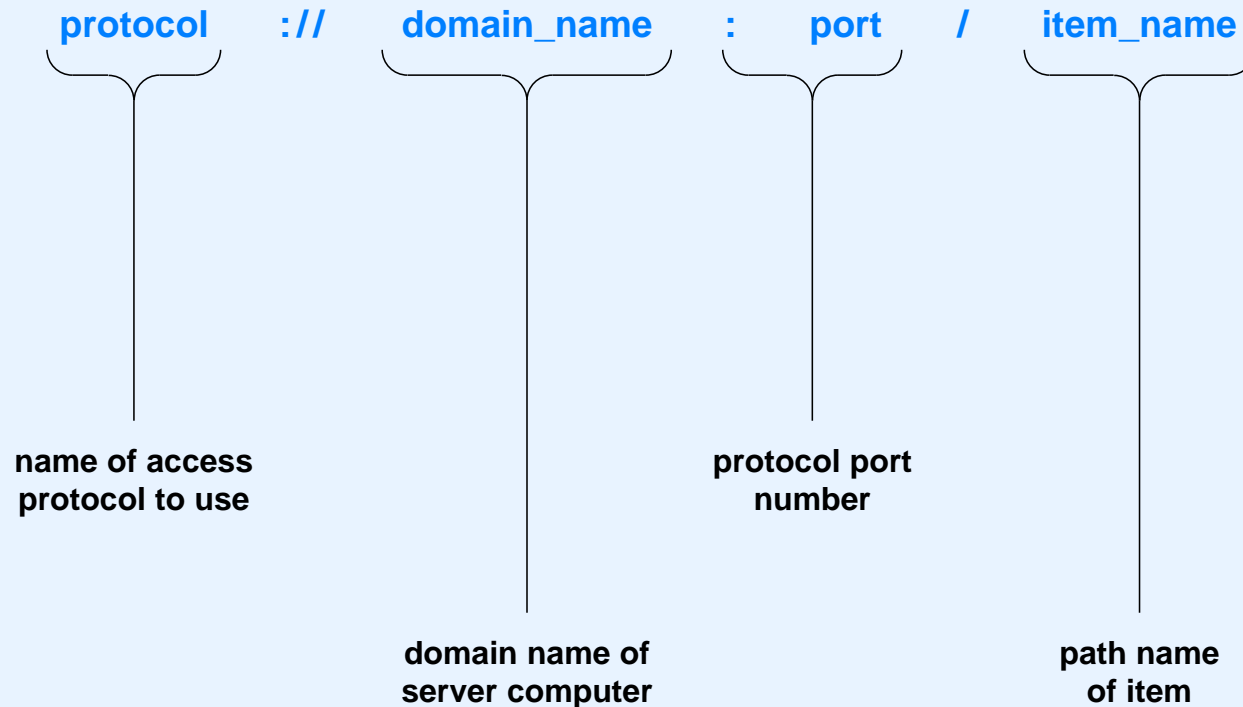 protocol :// domain_name : port / item_name
name of access
protocol to use
protocol port
number
domain name of
server computer
path name
of item